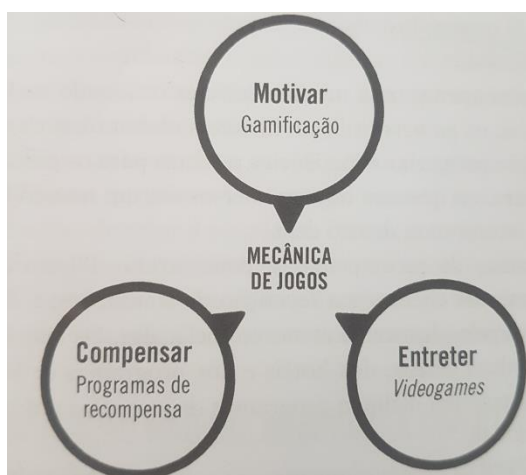 Motivar
Gamificação
MECÂNICA
DE JOGOS
Compensar
Programas de
recompensa
Entreter
Videogames